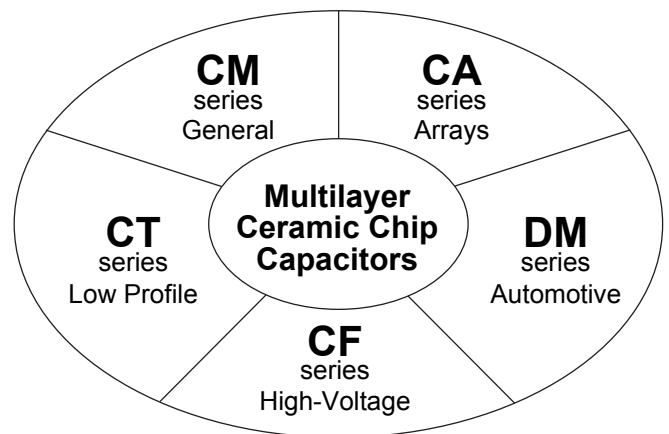 CM
series
General
CA
series
Arrays
Multilayer
Ceramic Chip
Capacitors
CT
series
Low Profile
DM
series
Automotive
CF
series
High-Voltage